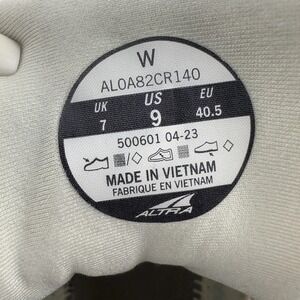 W
AL0A82CR140
UK US EU
7 9 40.5
500601 04-23
MADE IN VIETNAM
FABRIQUE EN VIETNAM
ALTRA